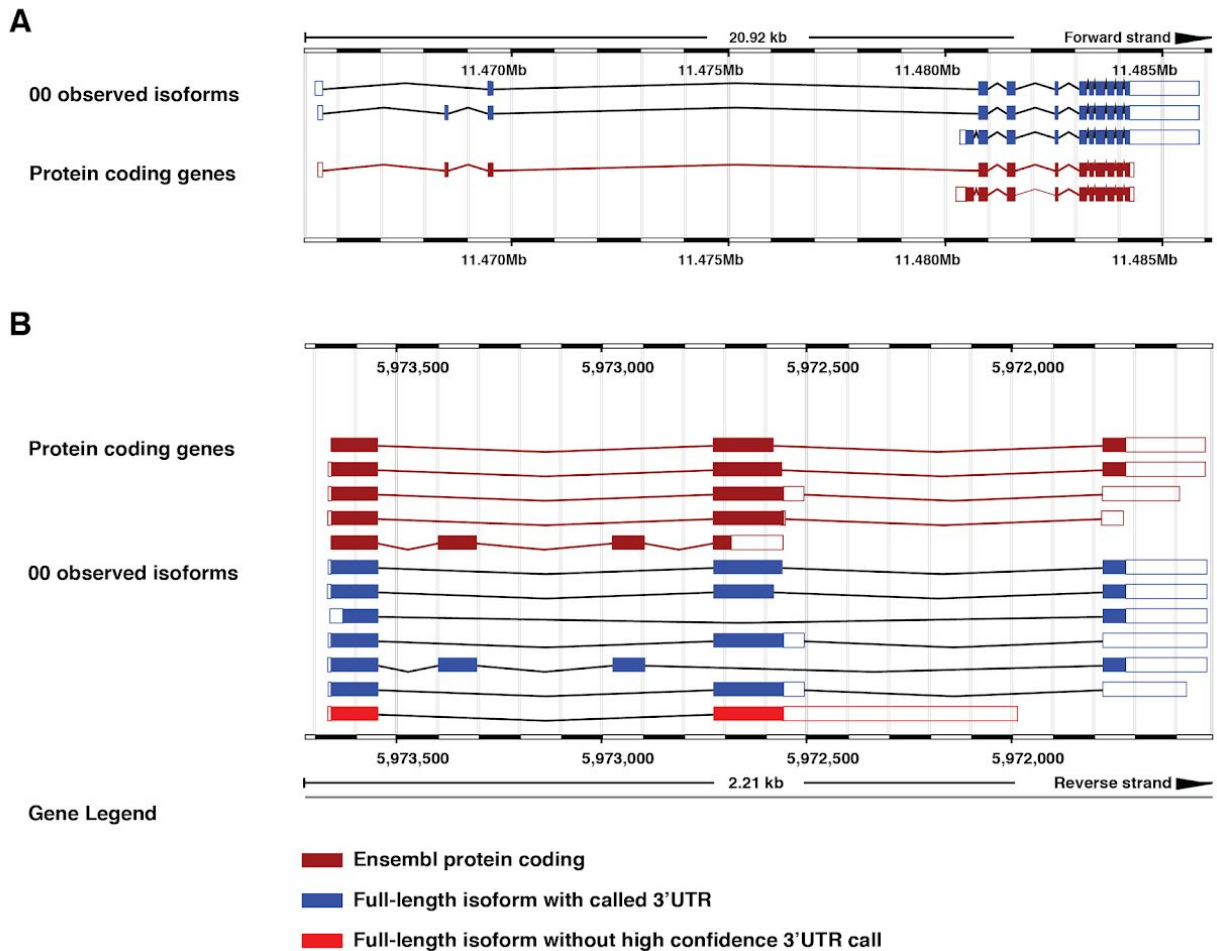 A
20.92 kb Forward strand
11.470Mb 11.475Mb 11.480Mb 11.485Mb
00 observed isoforms
Protein coding genes
11.470Mb 11.475Mb 11.480Mb 11.485Mb
B
5,973,500 5,973,000 5,972,500 5,972,000
Protein coding genes
00 observed isoforms
5,973,500 5,973,000 5,972,500 5,972,000
2.21 kb Reverse strand
Gene Legend
Ensembl protein coding
Full-length isoform with called 3'UTR
Full-length isoform without high confidence 3'UTR call